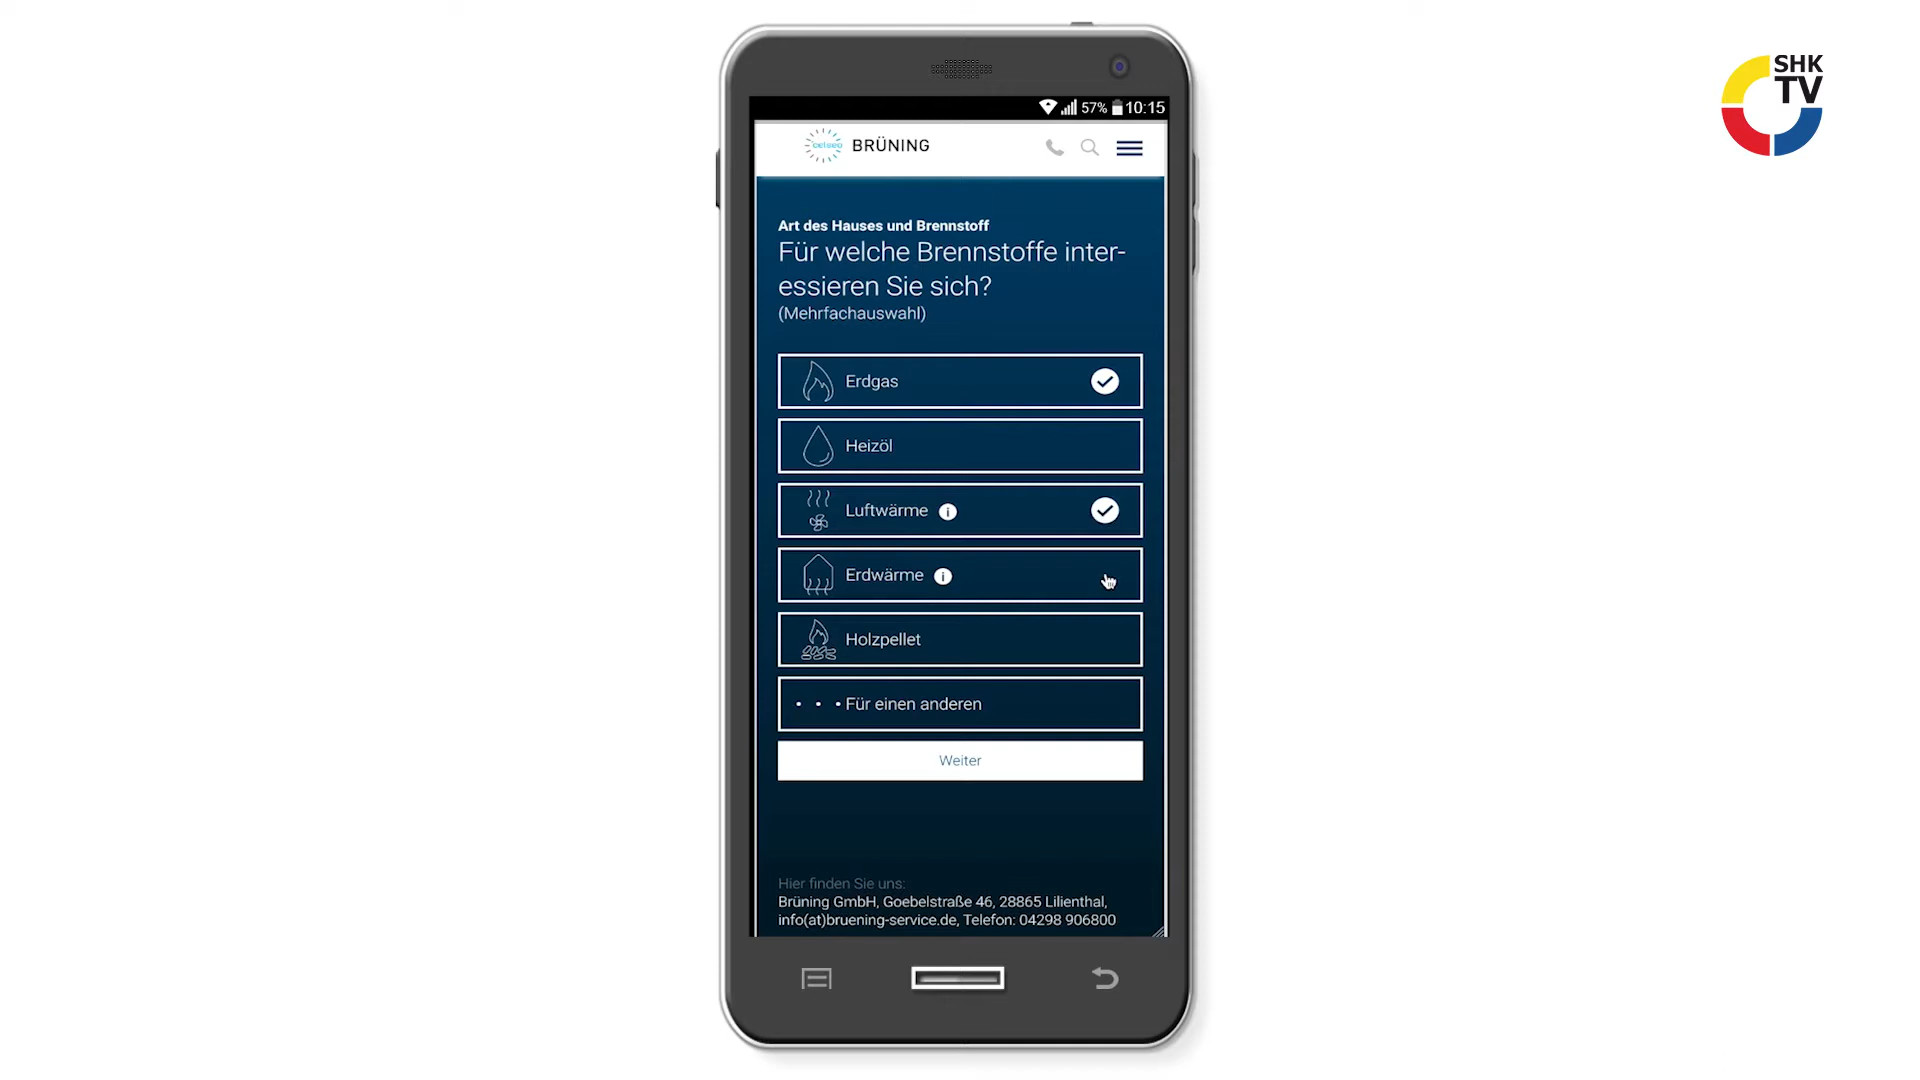 SHK
TV
57%
10:15
celseo
BRÜNING
Art des Hauses und Brennstoff
Für welche Brennstoffe inter-
essieren Sie sich?
(Mehrfachauswahl)
Erdgas
Heizöl
Luftwärme i
Erdwärme i
Holzpellet
Für einen anderen
Weiter
Hier finden Sie uns:
Brüning GmbH, Goebelstraße 46, 28865 Lilienthal,
info(at)bruening-service.de, Telefon: 04298 906800